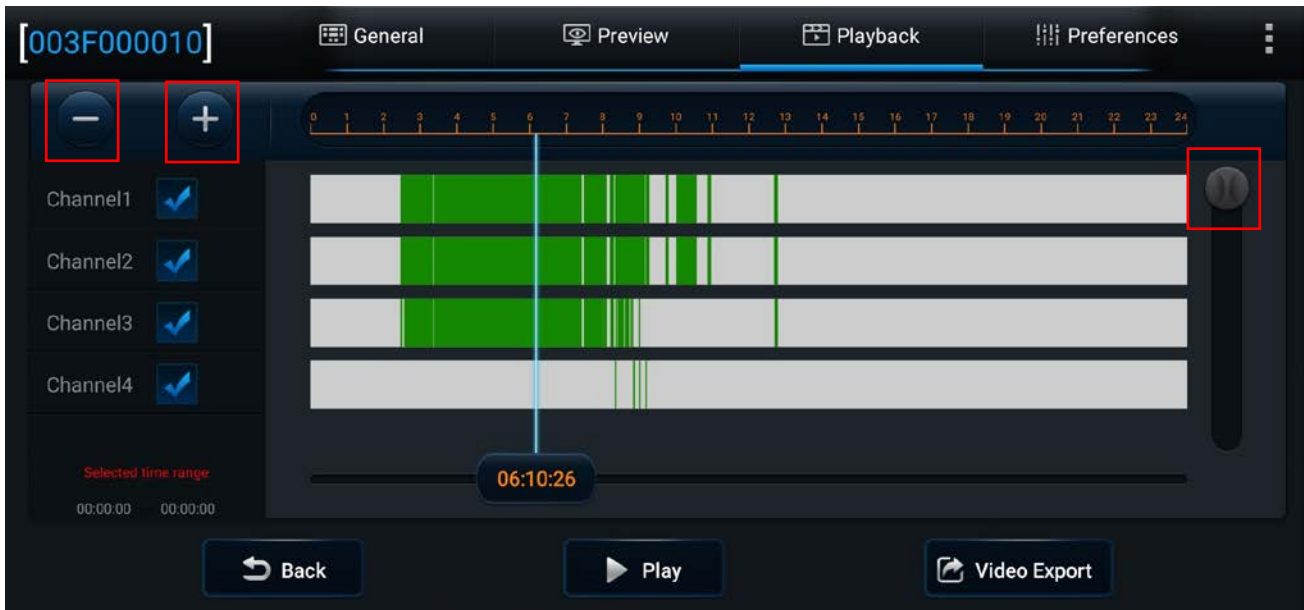 [003F000010]
General
Preview
Playback
Preferences
0 1 2 3 4 5 6 7 8 9 10 11 12 13 14 15 16 17 18 19 20 21 22 23 24
Channel1
Channel2
Channel3
Channel4
Selected time range
00:00:00 00:00:00
06:10:26
Back
Play
Video Export